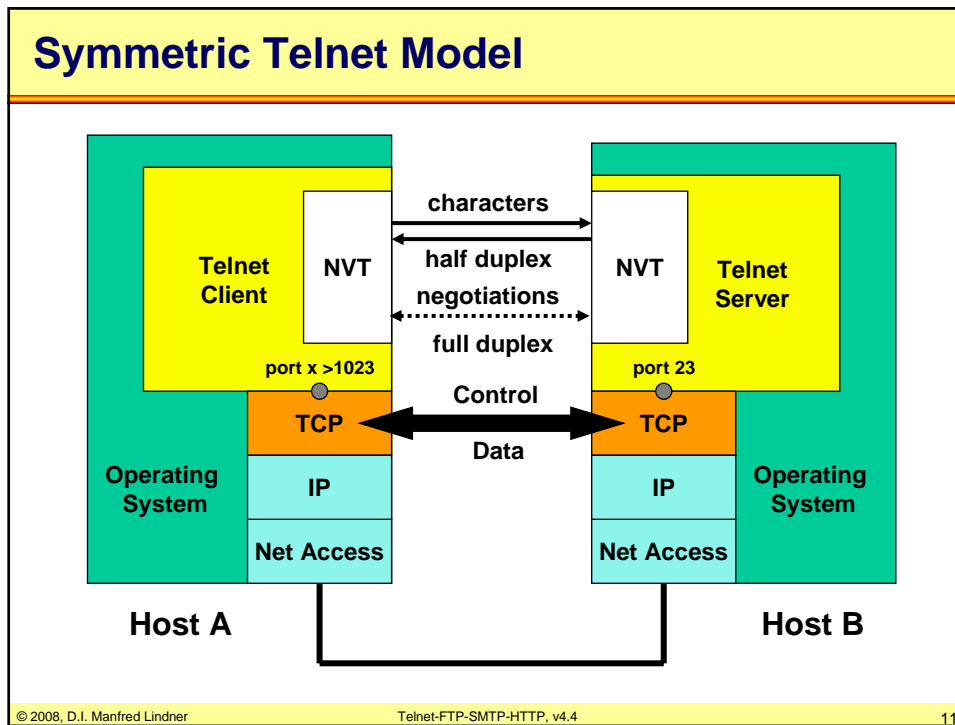 Symmetric Telnet Model
characters
Telnet
Client
NVT
half duplex
NVT
Telnet
Server
negotiations
full duplex
port x >1023
port 23
Control
TCP
TCP
Data
Operating
System
IP
IP
Operating
System
Net Access
Net Access
Host A
Host B
© 2008, D.I. Manfred Lindner
Telnet-FTP-SMTP-HTTP, v4.4
11